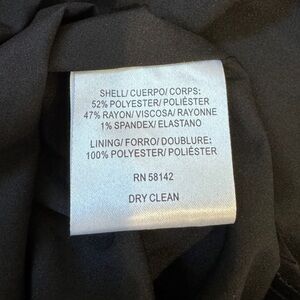 SHELL/ CUERPO/ CORPS:
52% POLYESTER/ POLIÉSTER
47% RAYON/ VISCOSA/ RAYONNE
1% SPANDEX/ ELASTANO
LINING/ FORRO/ DOUBLURE:
100% POLYESTER/ POLIÉSTER
RN 58142
DRY CLEAN